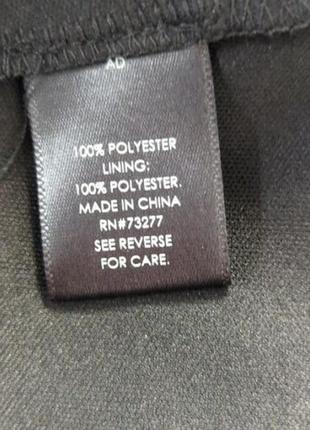 AD
100% POLYESTER
LINING;
100% POLYESTER.
MADE IN CHINA
RN#73277
SEE REVERSE
FOR CARE.